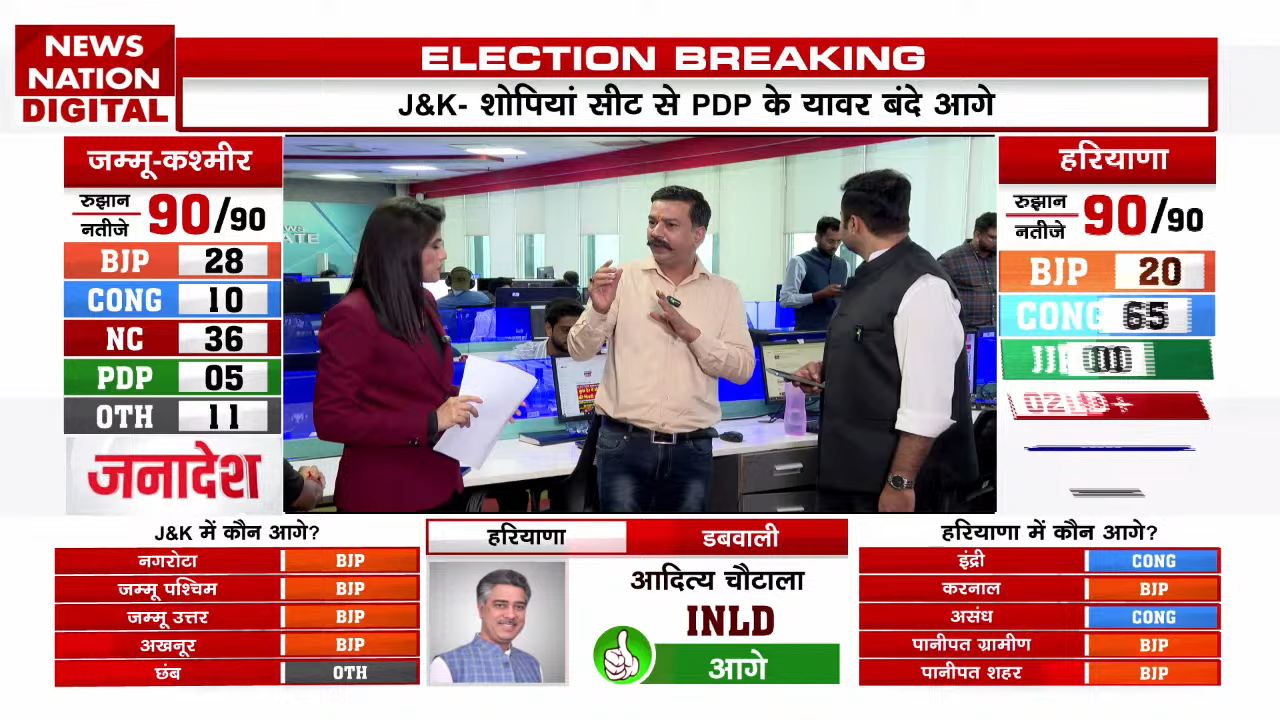 NEWS
NATION
DIGITAL
ELECTION BREAKING
J&K- शोपियां सीट से PDP के यावर बंदे आगे
जम्मू-कश्मीर
रुझान
नतीजे
90/90
BJP 28
CONG 10
NC 36
PDP 05
OTH 11
जनादेश
हरियाणा
रुझान
नतीजे
90/90
BJP 20
CONG 65
J&K में कौन आगे?
नगरोटा BJP
जम्मू पश्चिम BJP
जम्मू उत्तर BJP
अखनूर BJP
छंब OTH
हरियाणा डबवाली
आदित्य चौटाला
INLD
आगे
हरियाणा में कौन आगे?
इंद्री CONG
करनाल BJP
असंध CONG
पानीपत ग्रामीण BJP
पानीपत शहर BJP